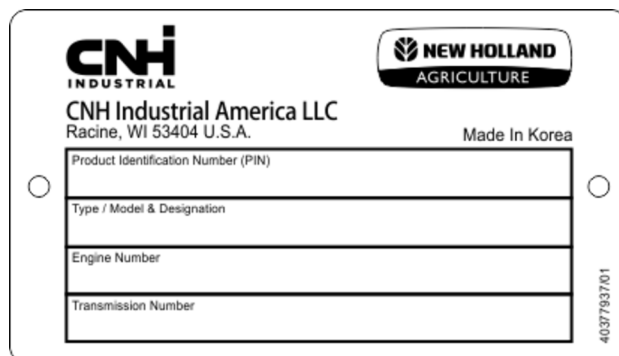 CNH
INDUSTRIAL
NEW HOLLAND
AGRICULTURE
CNH Industrial America LLC
Racine, WI 53404 U.S.A.
Made In Korea
Product Identification Number (PIN)
Type / Model & Designation
Engine Number
Transmission Number
40377937/01